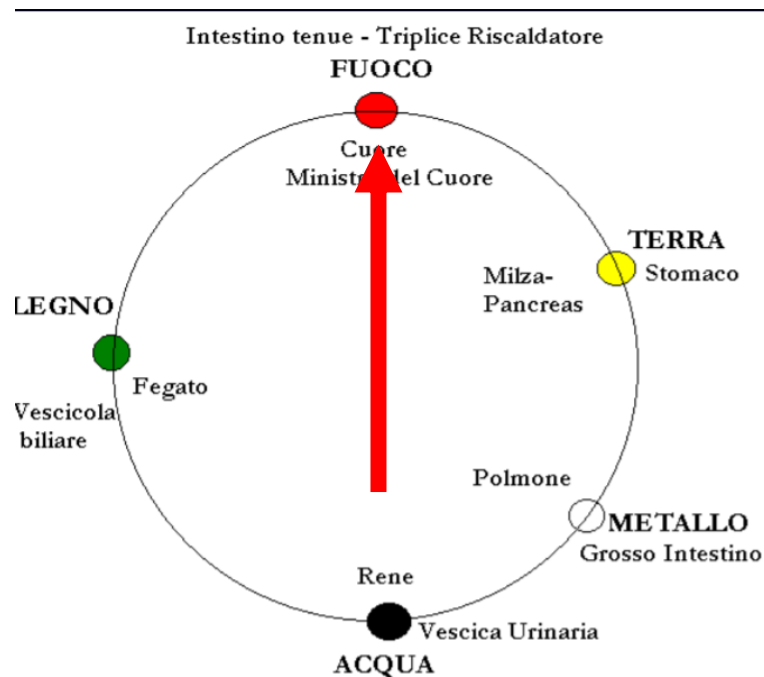 Intestino tenue - Triplice Riscaldatore
FUOCO
Cuore
Ministro del Cuore
TERRA
Stomaco
Milza-
Pancreas
LEGNO
Fegato
Vescicola
biliare
Polmone
METALLO
Grosso Intestino
Rene
Vescica Urinaria
ACQUA